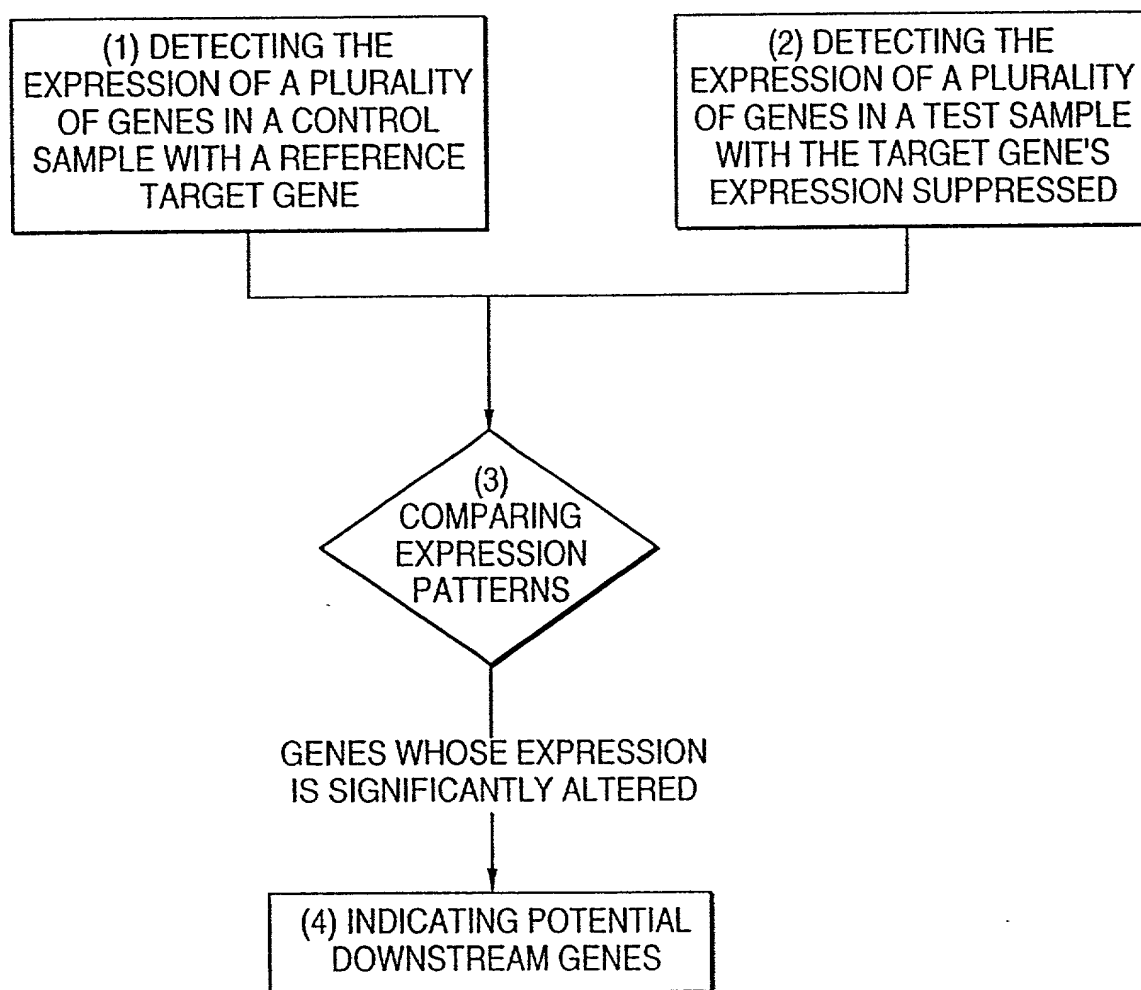 (1) DETECTING THE
EXPRESSION OF A PLURALITY
OF GENES IN A CONTROL
SAMPLE WITH A REFERENCE
TARGET GENE
(2) DETECTING THE
EXPRESSION OF A PLURALITY
OF GENES IN A TEST SAMPLE
WITH THE TARGET GENE'S
EXPRESSION SUPPRESSED
(3)
COMPARING
EXPRESSION
PATTERNS
GENES WHOSE EXPRESSION
IS SIGNIFICANTLY ALTERED
(4) INDICATING POTENTIAL
DOWNSTREAM GENES